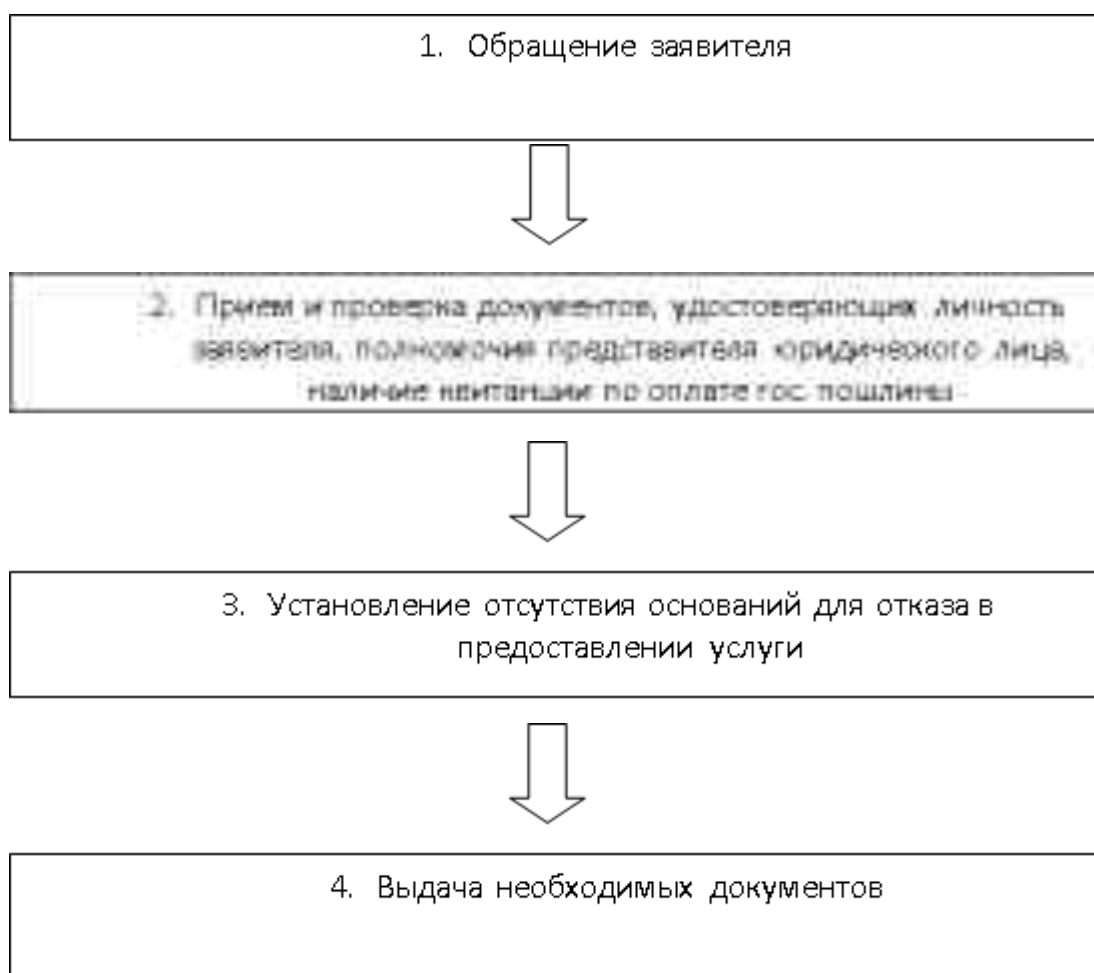 1. Обращение заявителя
2. Прием и проверка документов, удостоверяющих личность
заявителя, полномочия представителя юридического лица,
наличие квитанции по оплате гос. пошлины
3. Установление отсутствия оснований для отказа в
предоставлении услуги
4. Выдача необходимых документов